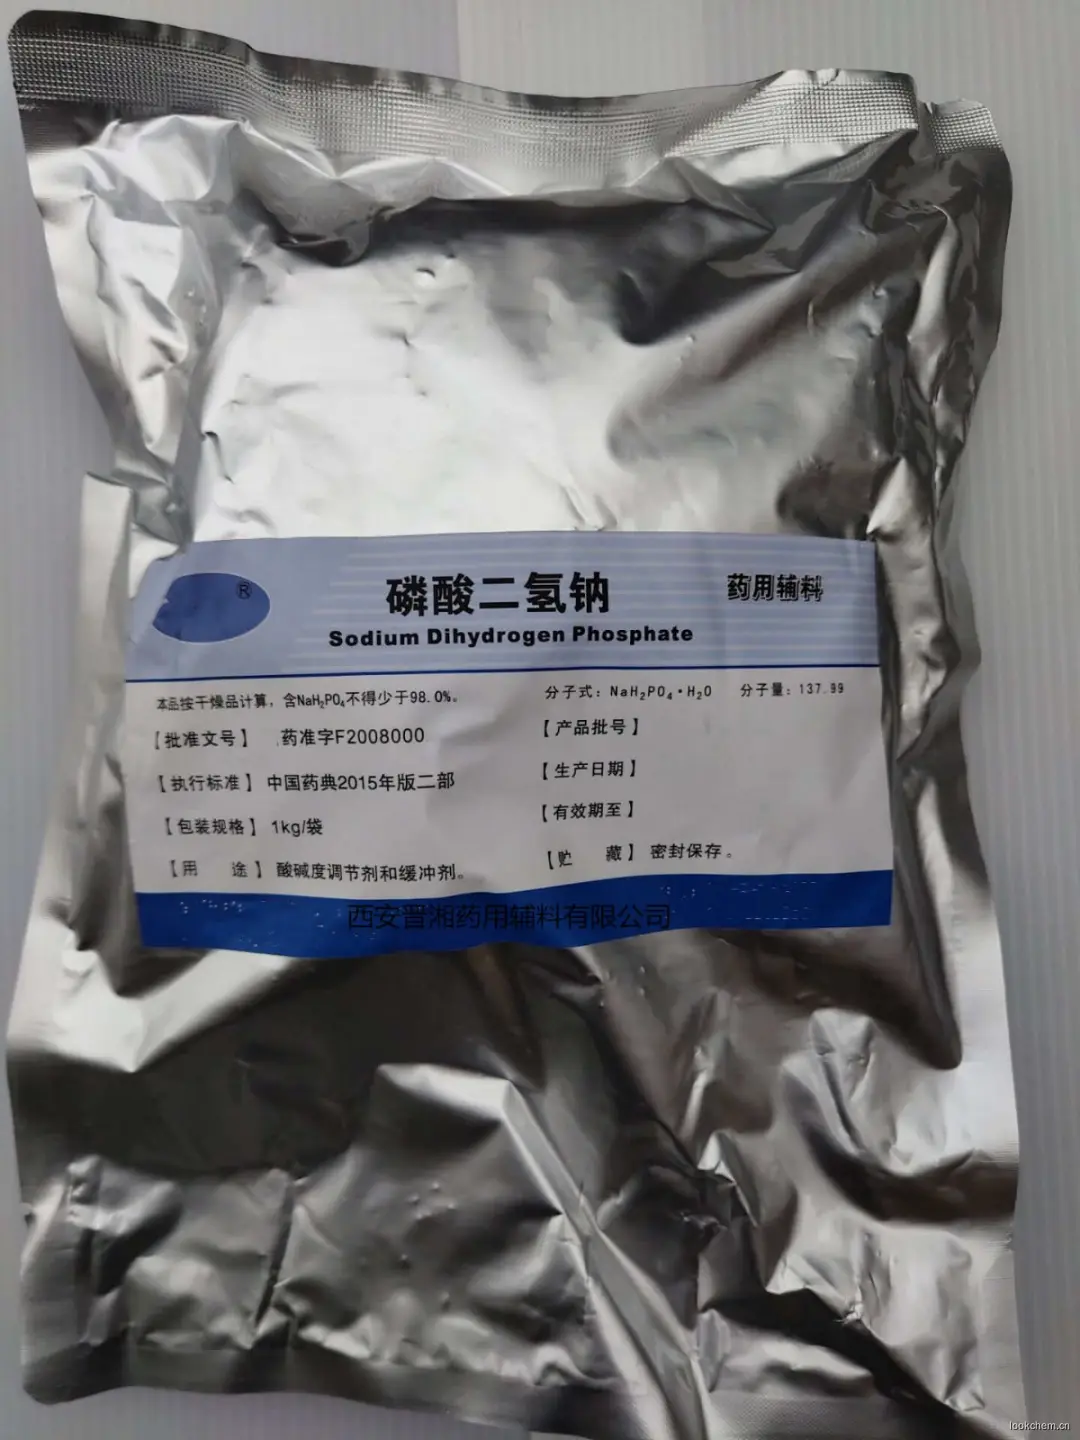 ®
磷酸二氢钠
药用辅料
Sodium Dihydrogen Phosphate
本品按干燥品计算，含NaH₂PO₄不得少于98.0%。
分子式：NaH₂PO₄·H₂O 分子量：137.99
【批准文号】 药准字F2008000
【产品批号】
【执行标准】 中国药典2015年版二部
【生产日期】
【包装规格】 1kg/袋
【有效期至】
【用 途】 酸碱度调节剂和缓冲剂。
【贮 藏】 密封保存。
西安晋湘药用辅料有限公司
lookchem.cn